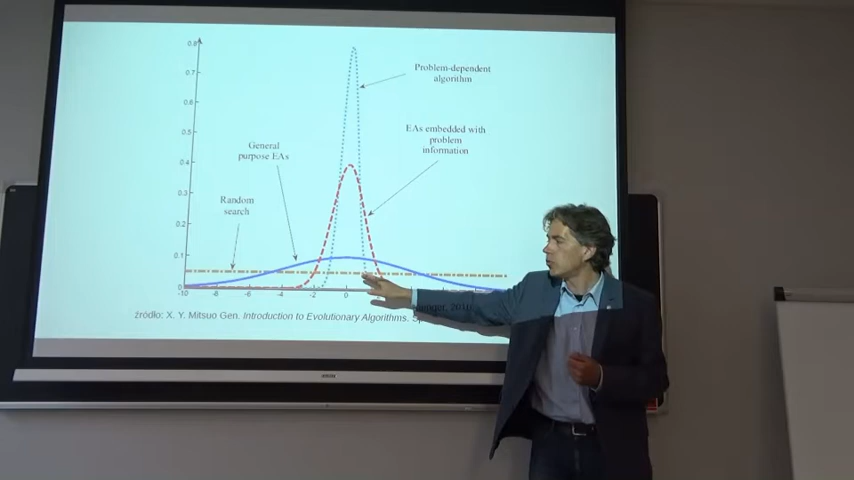 0.8
Problem-dependent
algorithm
0.7
0.6
EAs embedded with
problem
information
0.5
General
purpose EAs
0.4
0.3
Random
search
0.2
0.1
0
-10 -8 -6 -4 -2 0
źródło: X. Y. Mitsuo Gen. Introduction to Evolutionary Algorithms.